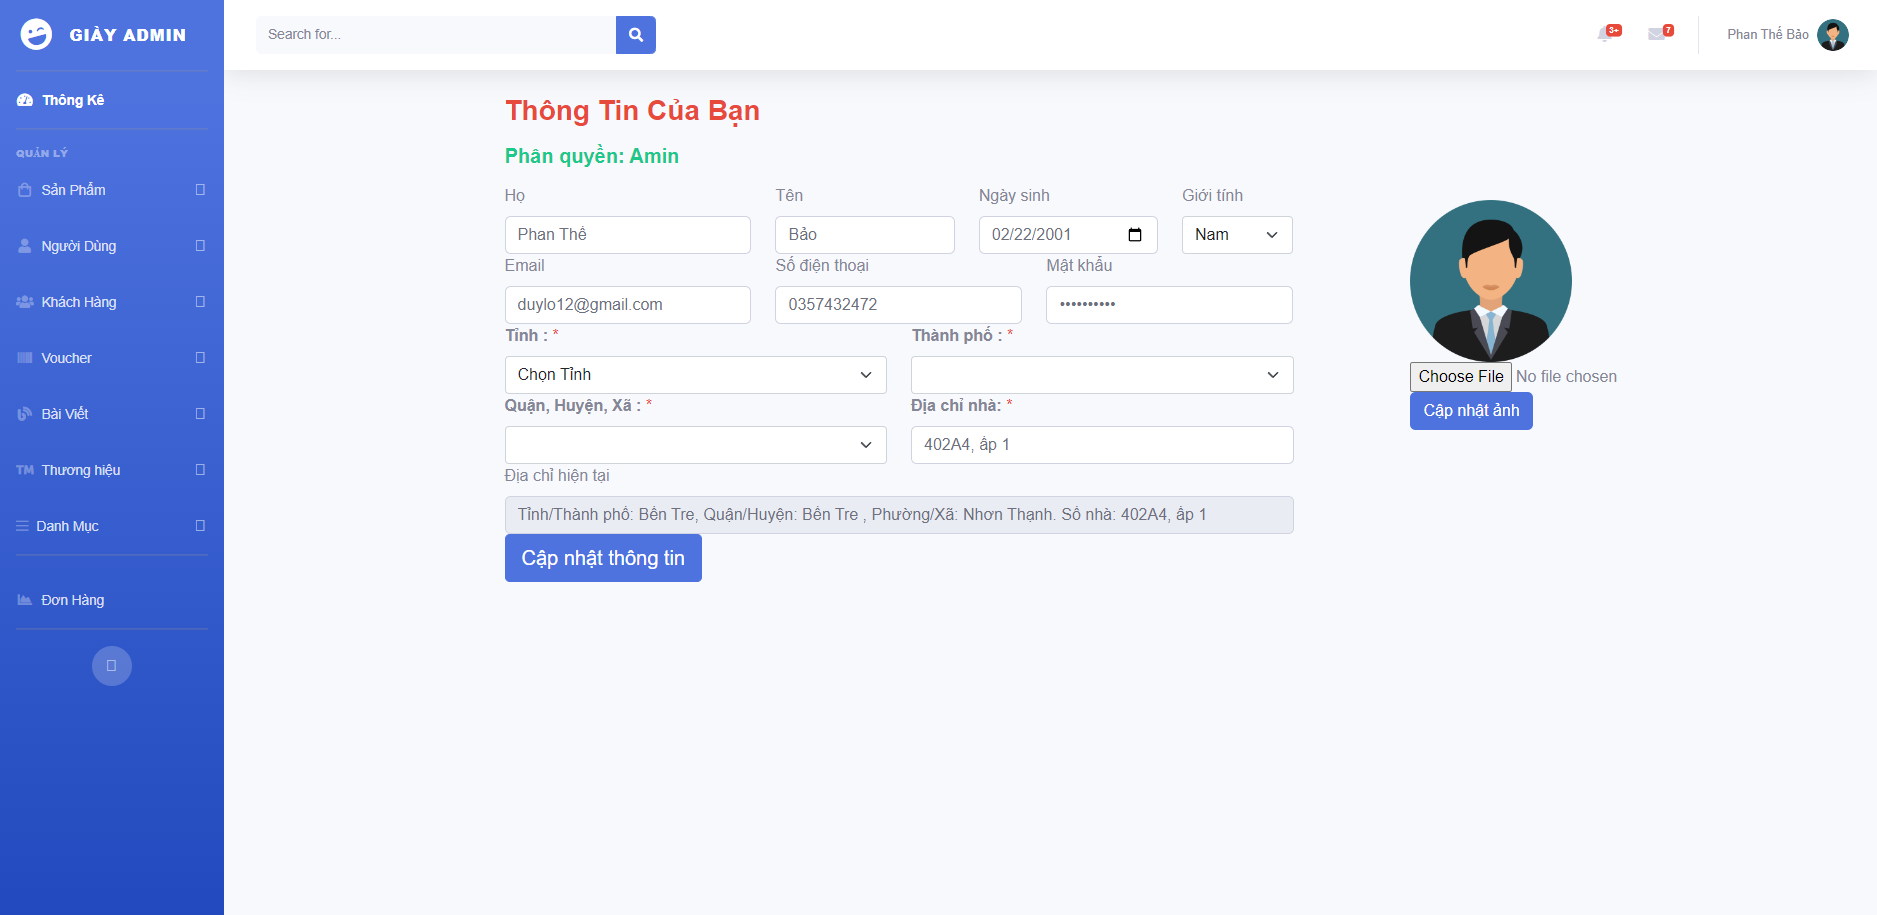 GIÀY ADMIN
Search for...
3+
7
Phan Thế Bảo
Thông Kê
QUẢN LÝ
Sản Phẩm
Người Dùng
Khách Hàng
Voucher
Bài Viết
TM Thương hiệu
Danh Mục
Đơn Hàng
Thông Tin Của Bạn
Phân quyền: Amin
Họ Tên Ngày sinh Giới tính
Phan Thế Bảo 02/22/2001 Nam
Email Số điện thoại Mật khẩu
duylo12@gmail.com 0357432472 ••••••••••
Tỉnh : * Thành phố : *
Chọn Tỉnh
Quận, Huyện, Xã : * Địa chỉ nhà: *
402A4, ấp 1
Địa chỉ hiện tại
Tỉnh/Thành phố: Bến Tre, Quận/Huyện: Bến Tre , Phường/Xã: Nhơn Thạnh. Số nhà: 402A4, ấp 1
Cập nhật thông tin
Choose File No file chosen
Cập nhật ảnh